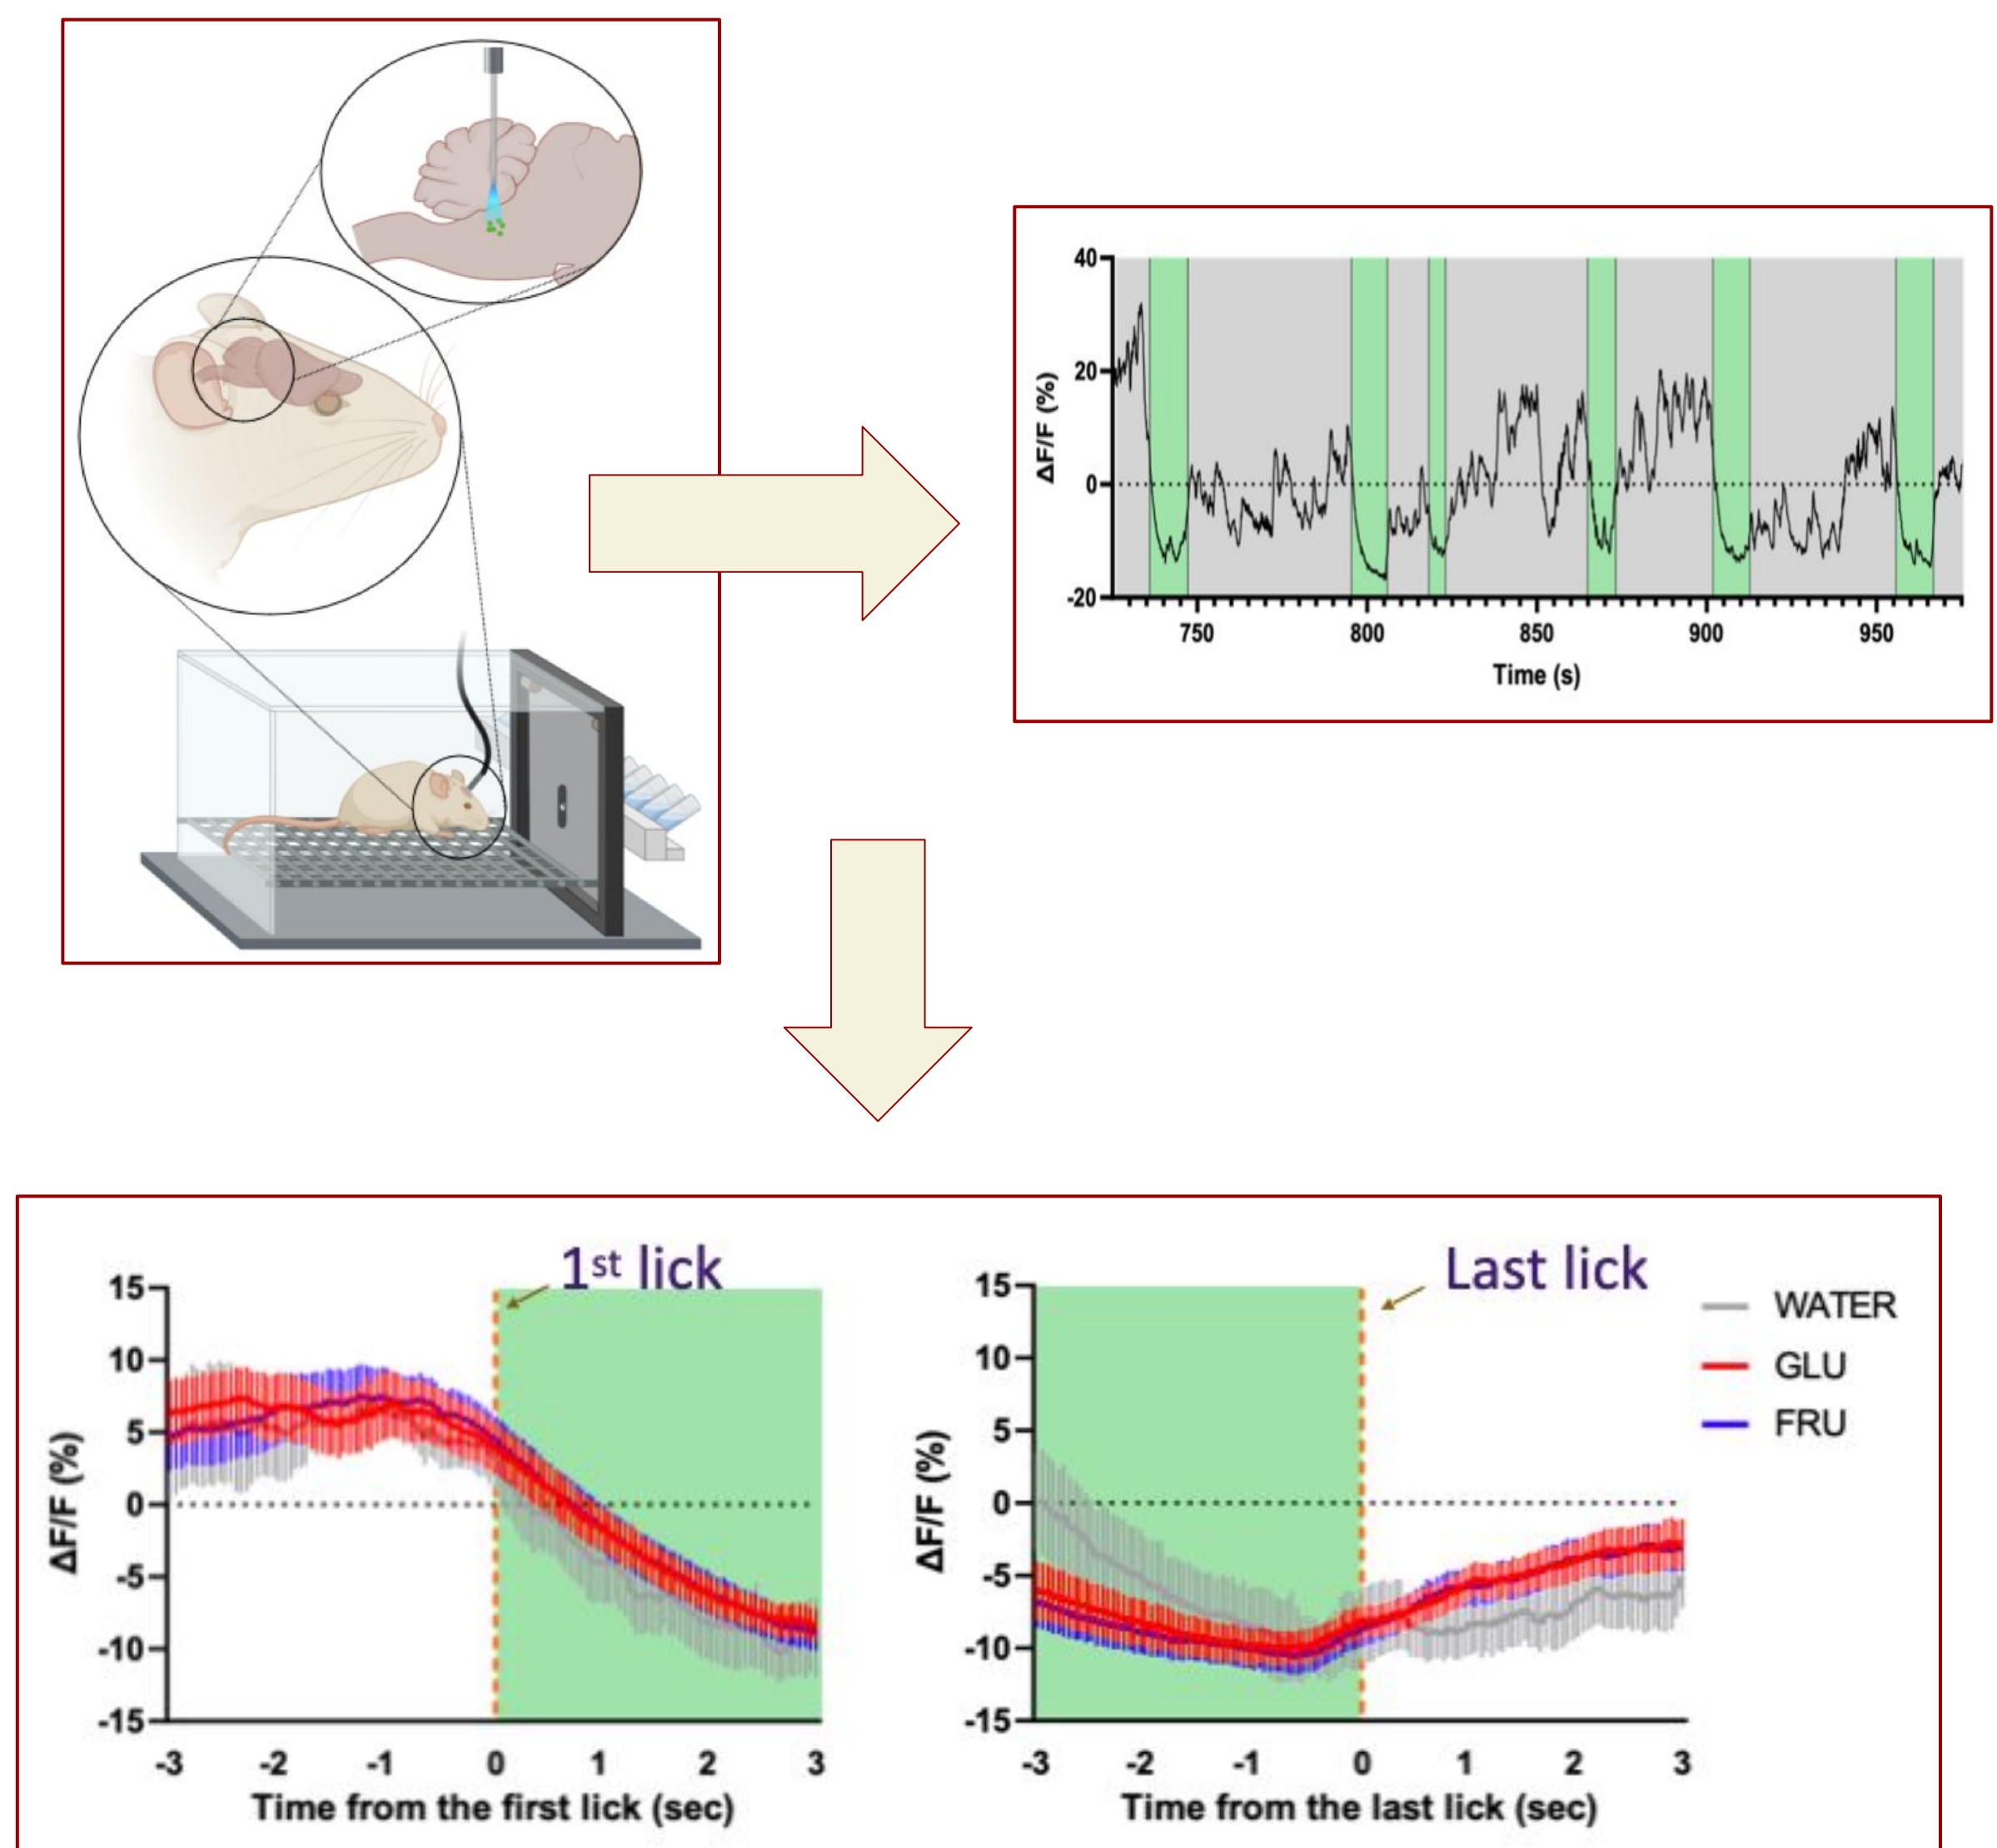 40
20
0
-20
ΔF/F (%)
750 800 850 900 950
Time (s)
1st lick
15
10
5
0
-5
-10
-15
ΔF/F (%)
-3 -2 -1 0 1 2 3
Time from the first lick (sec)
Last lick
15
10
5
0
-5
-10
-15
ΔF/F (%)
-3 -2 -1 0 1 2 3
Time from the last lick (sec)
WATER
GLU
FRU